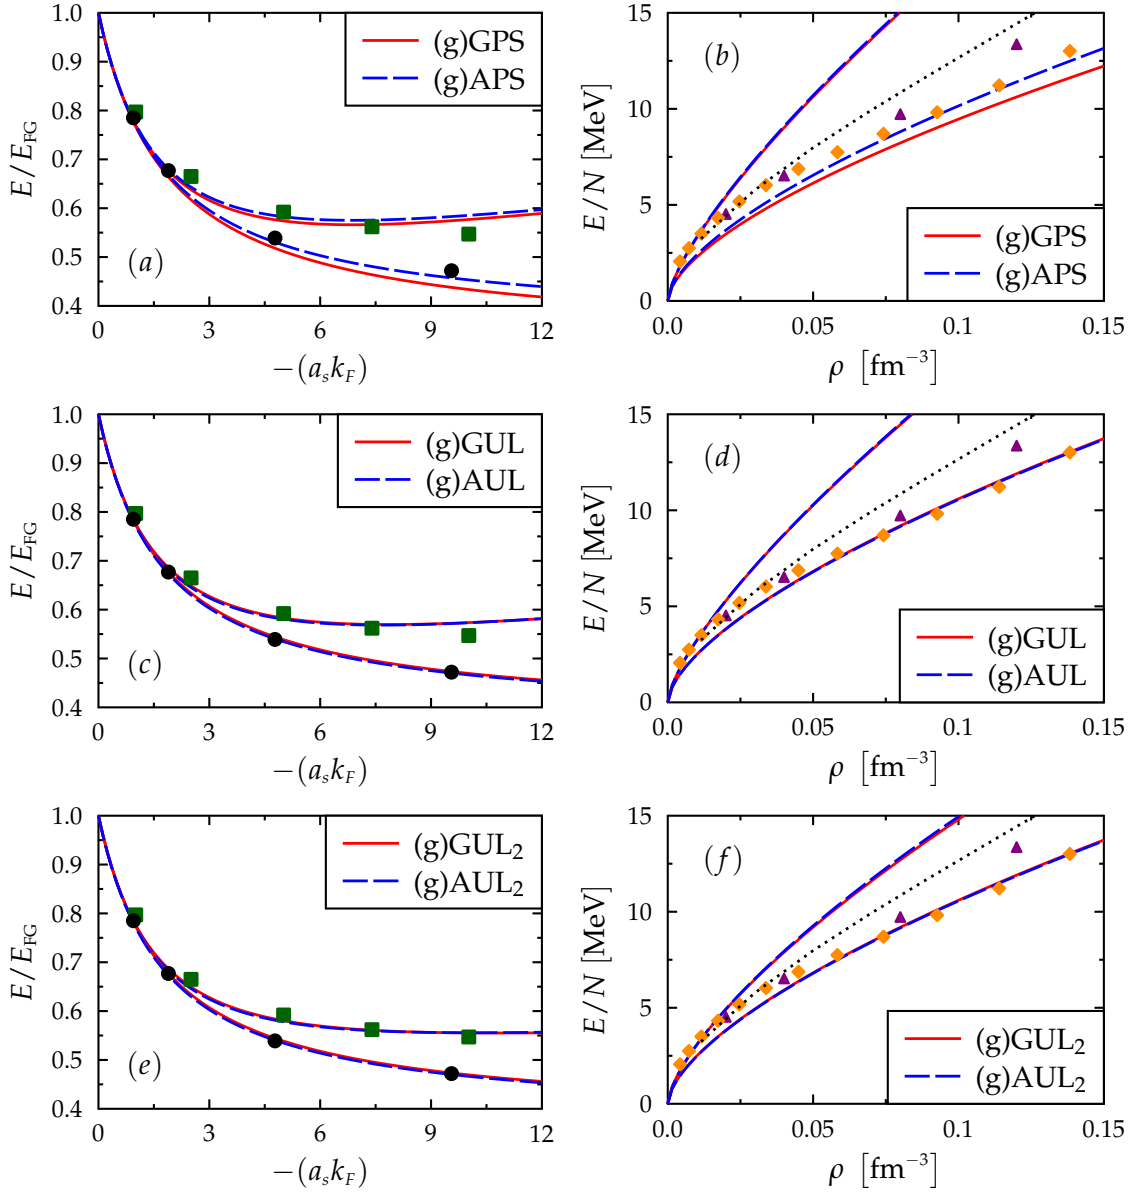 1.0
0.9
0.8
0.7
0.6
0.5
0.4
E/E_FG
(g)GPS
(g)APS
(a)
0 3 6 9 12
−(a_s k_F)
15
10
5
0
E/N [MeV]
(b)
(g)GPS
(g)APS
0.0 0.05 0.1 0.15
ρ [fm⁻³]
1.0
0.9
0.8
0.7
0.6
0.5
0.4
E/E_FG
(g)GUL
(g)AUL
(c)
0 3 6 9 12
−(a_s k_F)
15
10
5
0
E/N [MeV]
(d)
(g)GUL
(g)AUL
0.0 0.05 0.1 0.15
ρ [fm⁻³]
1.0
0.9
0.8
0.7
0.6
0.5
0.4
E/E_FG
(g)GUL₂
(g)AUL₂
(e)
0 3 6 9 12
−(a_s k_F)
15
10
5
0
E/N [MeV]
(f)
(g)GUL₂
(g)AUL₂
0.0 0.05 0.1 0.15
ρ [fm⁻³]